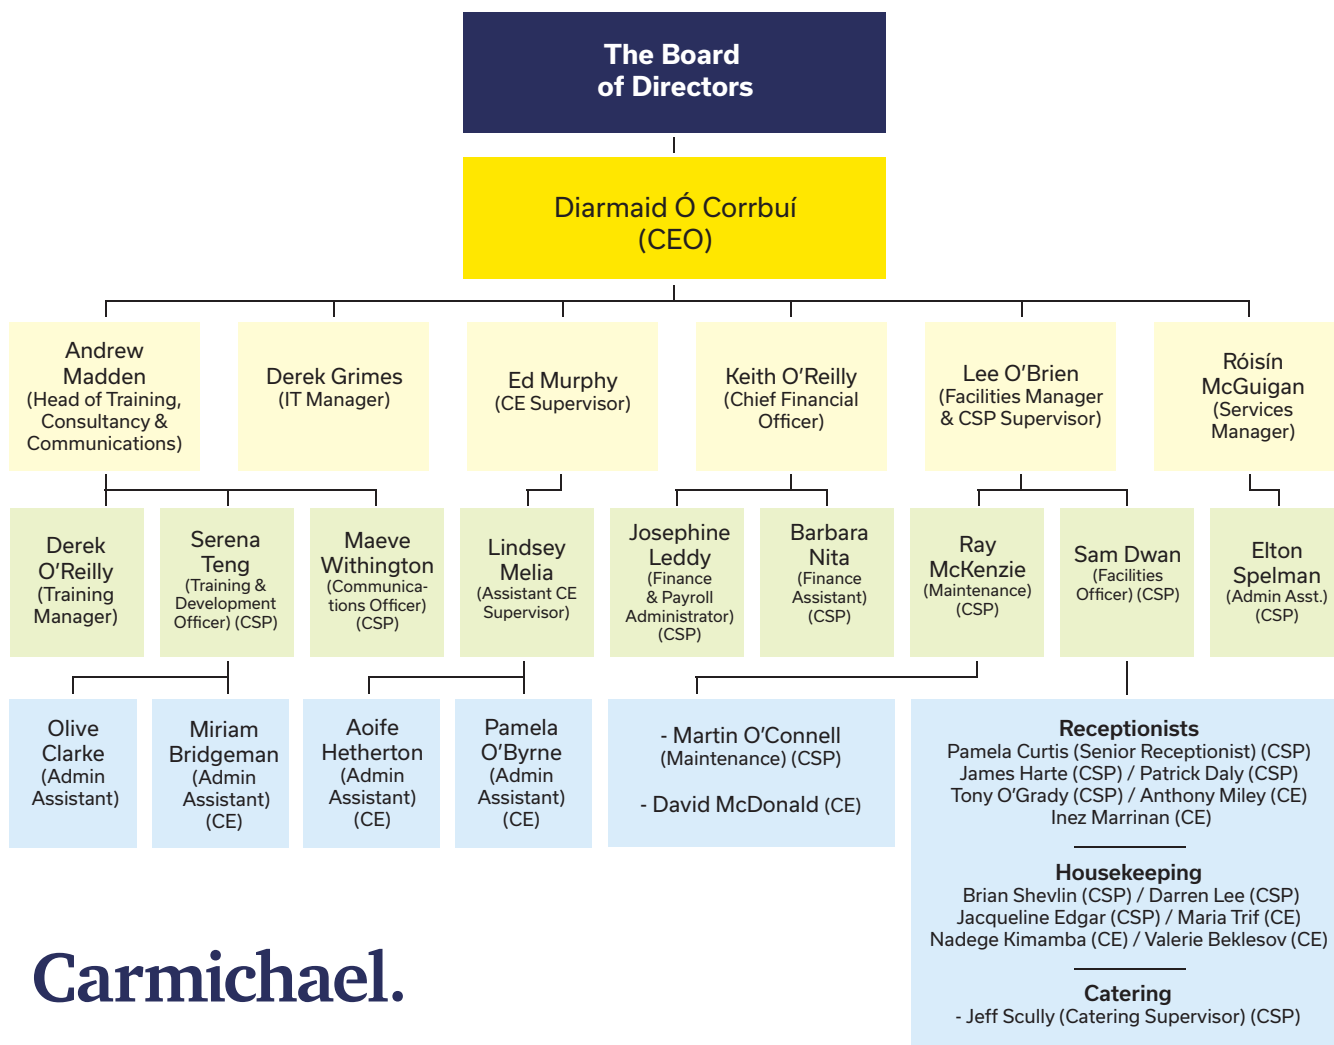 The Board
of Directors
Diarmaid Ó Corrbuí
(CEO)
Andrew
Madden
(Head of Training,
Consultancy &
Communications)
Derek Grimes
(IT Manager)
Ed Murphy
(CE Supervisor)
Keith O’Reilly
(Chief Financial
Officer)
Lee O’Brien
(Facilities Manager
& CSP Supervisor)
Róisín
McGuigan
(Services
Manager)
Derek
O’Reilly
(Training
Manager)
Serena
Teng
(Training &
Development
Officer) (CSP)
Maeve
Withington
(Communica-
tions Officer)
(CSP)
Lindsey
Melia
(Assistant CE
Supervisor)
Josephine
Leddy
(Finance
& Payroll
Administrator)
(CSP)
Barbara
Nita
(Finance
Assistant)
(CSP)
Ray
McKenzie
(Maintenance)
(CSP)
Sam Dwan
(Facilities
Officer) (CSP)
Elton
Spelman
(Admin Asst.)
(CSP)
Olive
Clarke
(Admin
Assistant)
Miriam
Bridgeman
(Admin
Assistant)
(CE)
Aoife
Hetherton
(Admin
Assistant)
(CE)
Pamela
O’Byrne
(Admin
Assistant)
(CE)
- Martin O’Connell
(Maintenance) (CSP)
- David McDonald (CE)
Receptionists
Pamela Curtis (Senior Receptionist) (CSP)
James Harte (CSP) / Patrick Daly (CSP)
Tony O’Grady (CSP) / Anthony Miley (CE)
Inez Marrinan (CE)
Housekeeping
Brian Shevlin (CSP) / Darren Lee (CSP)
Jacqueline Edgar (CSP) / Maria Trif (CE)
Nadege Kimamba (CE) / Valerie Beklesov (CE)
Catering
- Jeff Scully (Catering Supervisor) (CSP)
Carmichael.